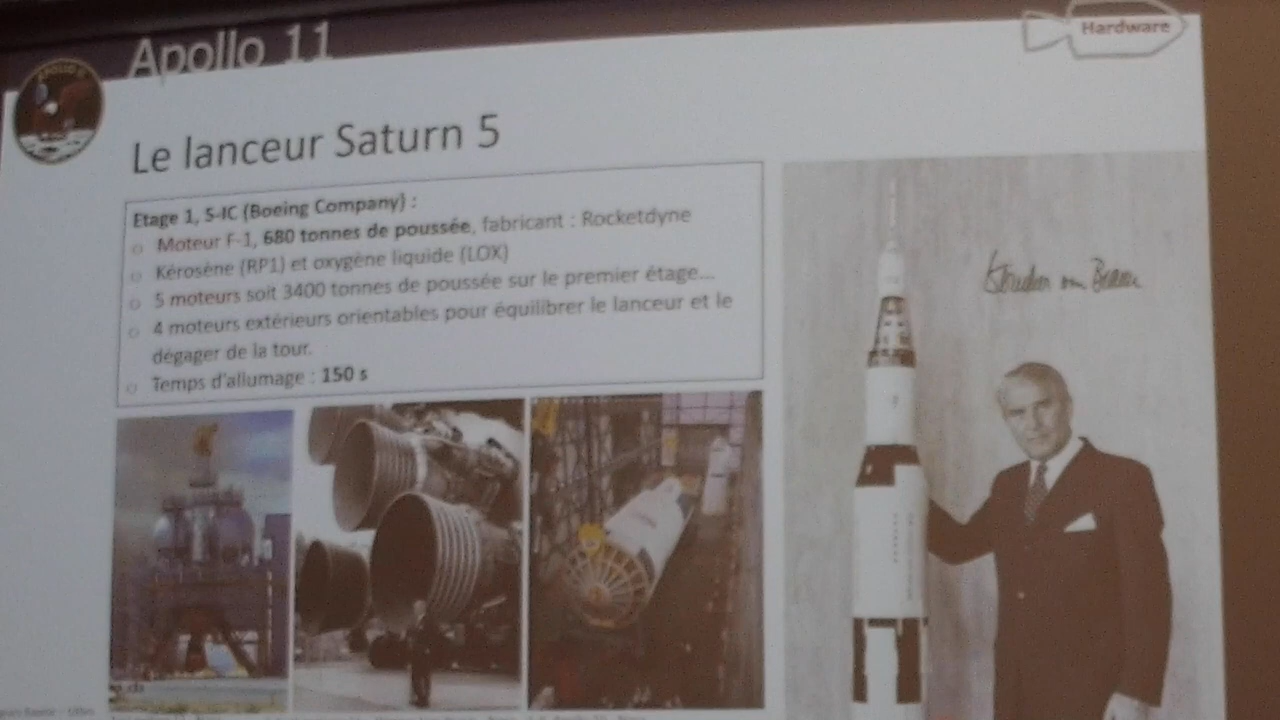 Apollo 11
Hardware
Le lanceur Saturn 5
Etage 1, S-IC (Boeing Company) :
o Moteur F-1, 680 tonnes de poussée, fabricant : Rocketdyne
o Kérosène (RP1) et oxygène liquide (LOX)
o 5 moteurs soit 3400 tonnes de poussée sur le premier étage...
o 4 moteurs extérieurs orientables pour équilibrer le lanceur et le
dégager de la tour.
o Temps d'allumage : 150 s